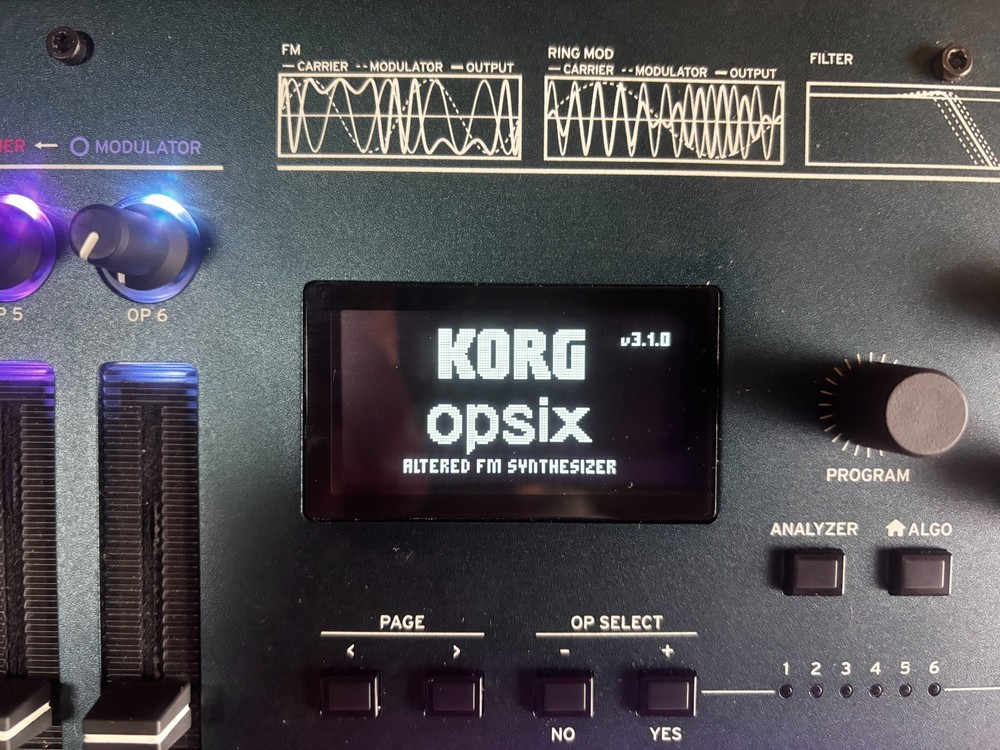 FM
CARRIER MODULATOR OUTPUT
RING MOD
CARRIER MODULATOR OUTPUT
FILTER
MODULATOR
OP 6
KORG
v3.1.0
opsix
ALTERED FM SYNTHESIZER
PROGRAM
ANALYZER
ALGO
PAGE
< >
OP SELECT
- +
NO YES
1 2 3 4 5 6